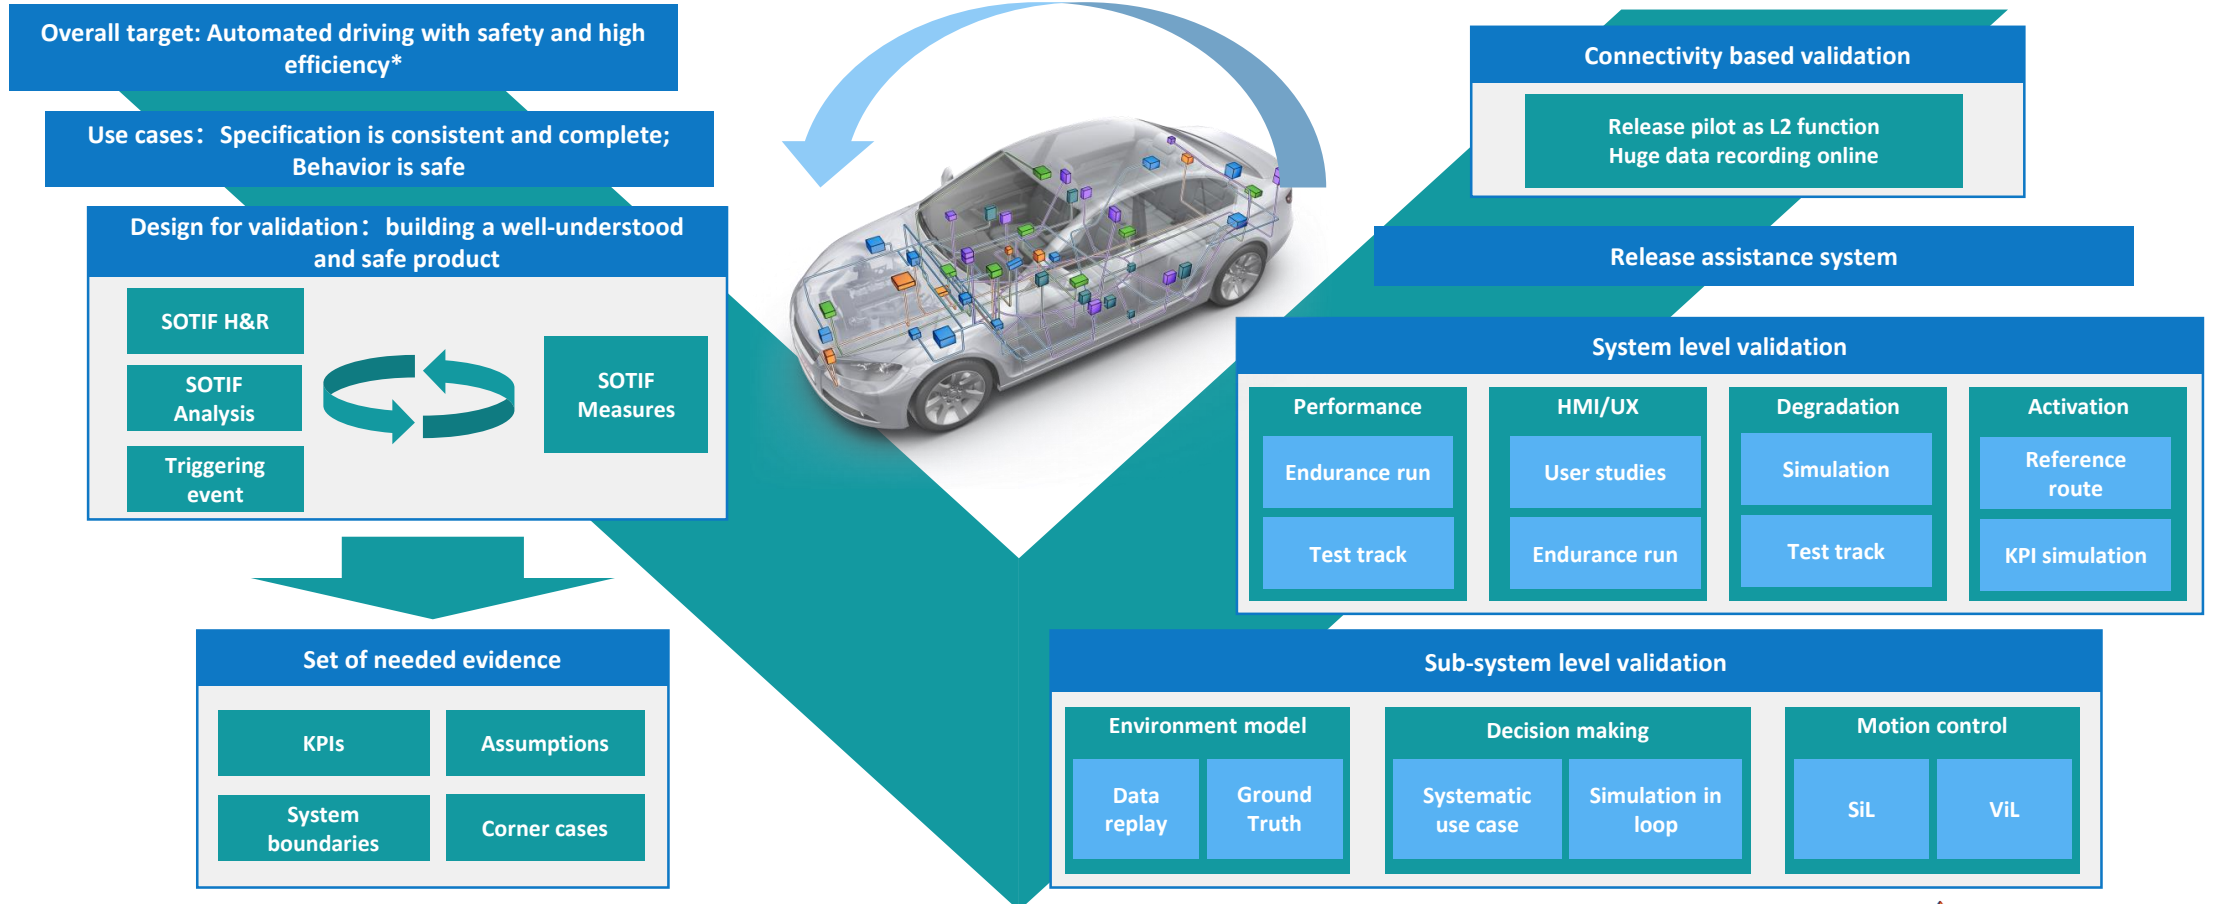 Overall target: Automated driving with safety and high
efficiency*
Use cases：Specification is consistent and complete;
Behavior is safe
Design for validation：building a well-understood
and safe product
SOTIF H&R
SOTIF
Analysis
Triggering
event
SOTIF
Measures
Set of needed evidence
KPIs
Assumptions
System
boundaries
Corner cases
Connectivity based validation
Release pilot as L2 function
Huge data recording online
Release assistance system
System level validation
Performance
Endurance run
Test track
HMI/UX
User studies
Endurance run
Degradation
Simulation
Test track
Activation
Reference
route
KPI simulation
Sub-system level validation
Environment model
Data
replay
Ground
Truth
Decision making
Systematic
use case
Simulation in
loop
Motion control
SiL
ViL